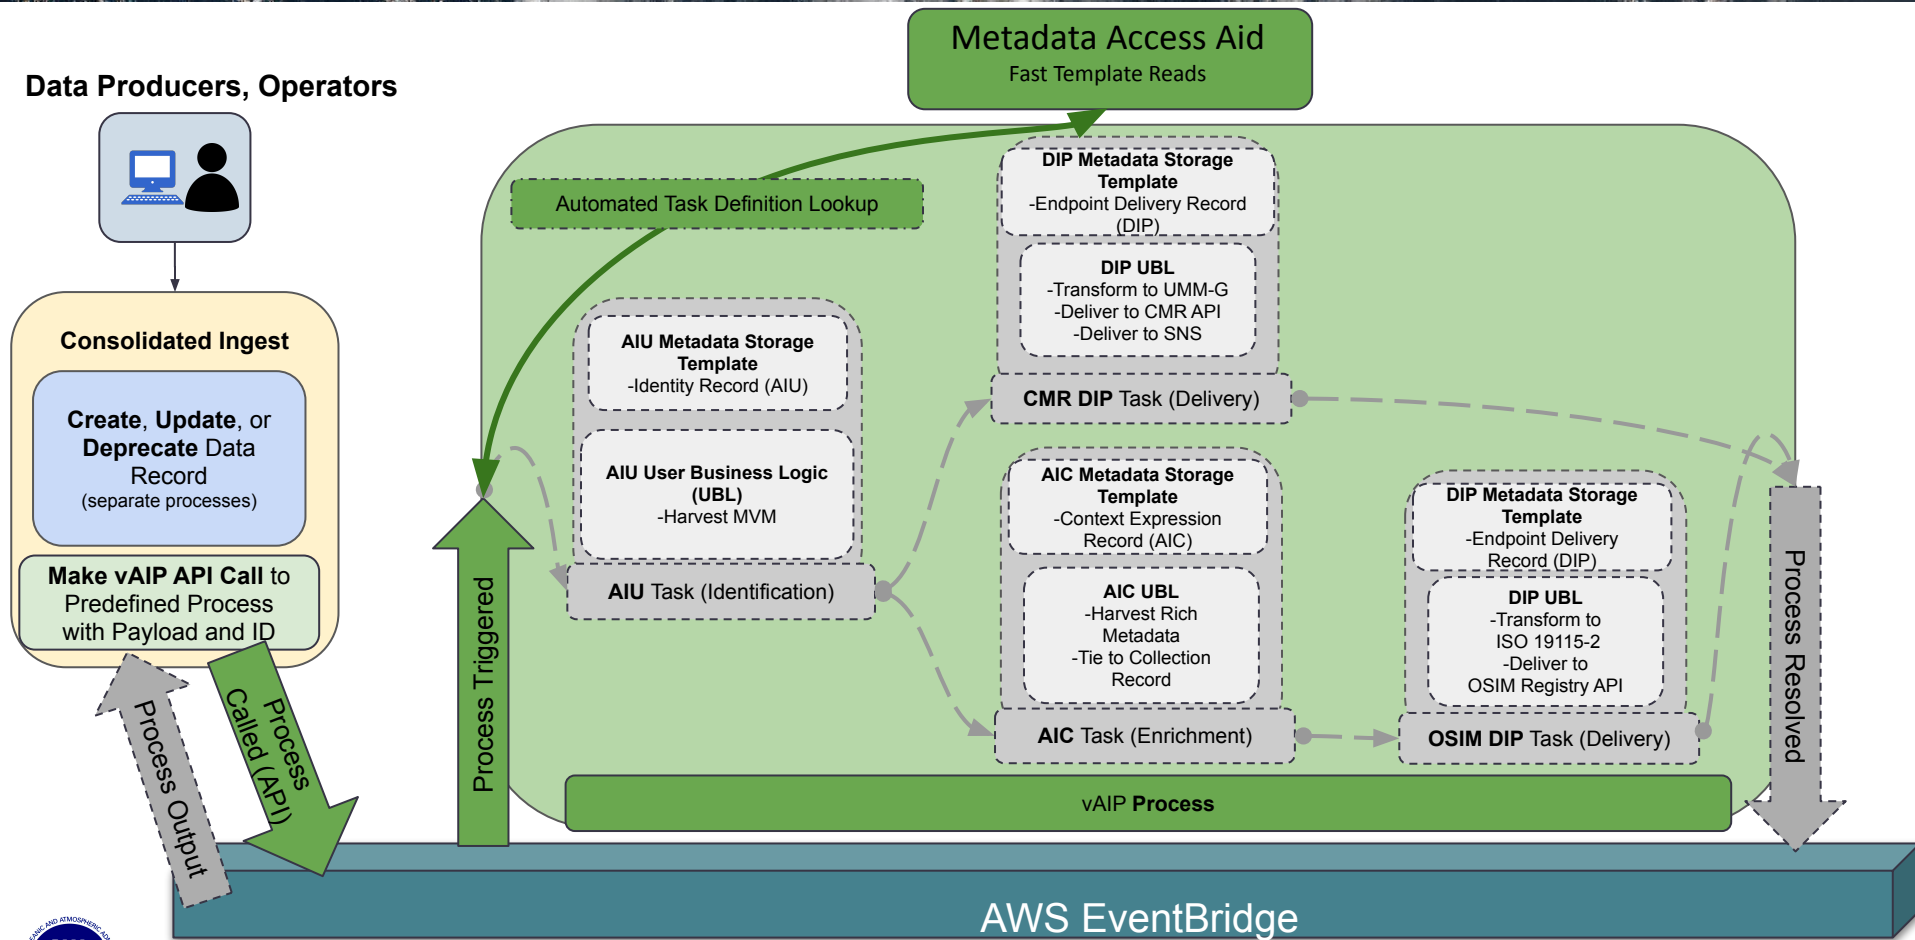 Metadata Access Aid
Fast Template Reads
Data Producers, Operators
Consolidated Ingest
Create, Update, or
Deprecate Data
Record
(separate processes)
Make vAIP API Call to
Predefined Process
with Payload and ID
Process Output
Process
Called (API)
Process Triggered
Automated Task Definition Lookup
AIU Metadata Storage
Template
-Identity Record (AIU)
AIU User Business Logic
(UBL)
-Harvest MVM
AIU Task (Identification)
DIP Metadata Storage
Template
-Endpoint Delivery Record
(DIP)
DIP UBL
-Transform to UMM-G
-Deliver to CMR API
-Deliver to SNS
CMR DIP Task (Delivery)
AIC Metadata Storage
Template
-Context Expression
Record (AIC)
AIC UBL
-Harvest Rich
Metadata
-Tie to Collection
Record
AIC Task (Enrichment)
DIP Metadata Storage
Template
-Endpoint Delivery
Record (DIP)
DIP UBL
-Transform to
ISO 19115-2
-Deliver to
OSIM Registry API
OSIM DIP Task (Delivery)
Process Resolved
vAIP Process
AWS EventBridge
AND ATMOSPHERIC